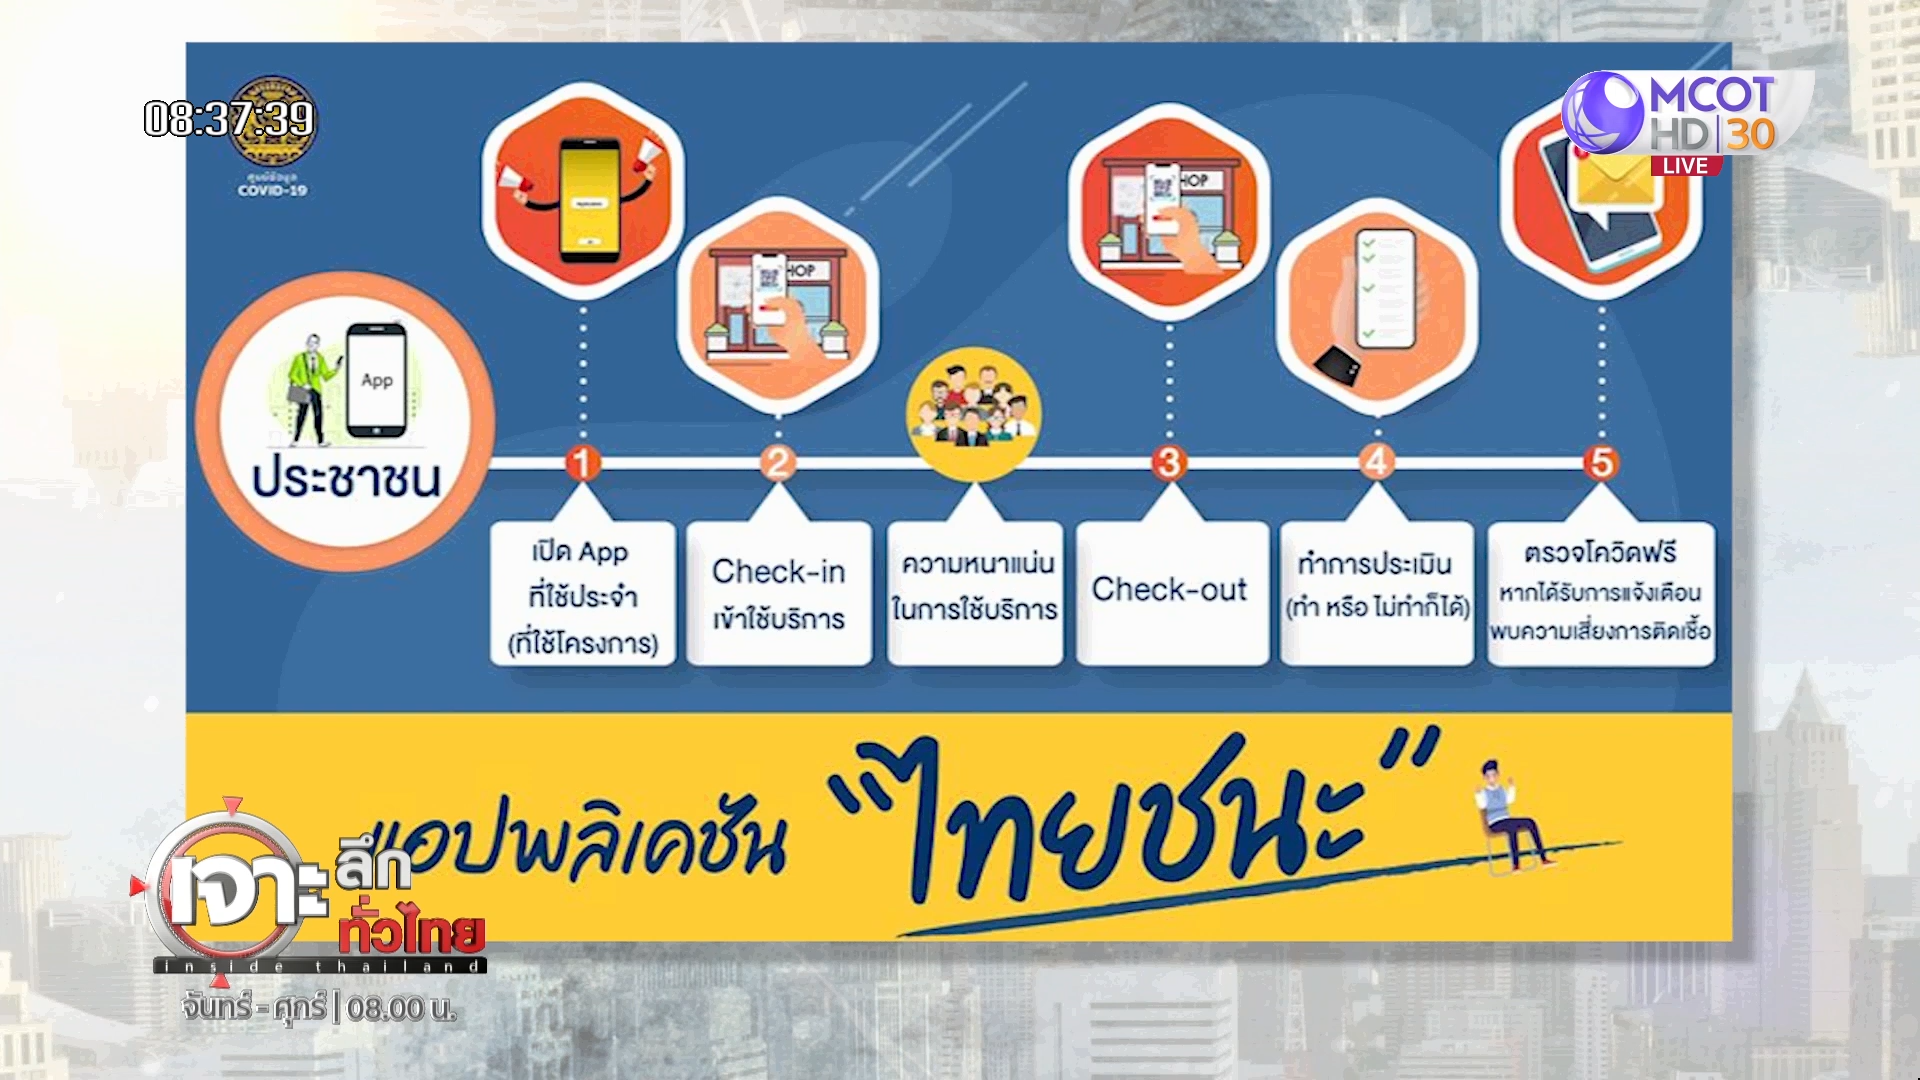 08:37:39
ศูนย์ข้อมูล
COVID-19
MCOT
HD 30
LIVE
SHOP
SHOP
App
ประชาชน
1
2
3
4
5
เปิด App
ที่ใช้ประจำ
(ที่ใช้โครงการ)
Check-in
เข้าใช้บริการ
ความหนาแน่น
ในการใช้บริการ
Check-out
ทำการประเมิน
(ทำ หรือ ไม่ทำก็ได้)
ตรวจโควิดฟรี
หากได้รับการแจ้งเตือน
พบความเสี่ยงการติดเชื้อ
แอปพลิเคชัน "ไทยชนะ"
เจาะลึก
ทั่วไทย
inside thailand
จันทร์ - ศุกร์ | 08.00 น.